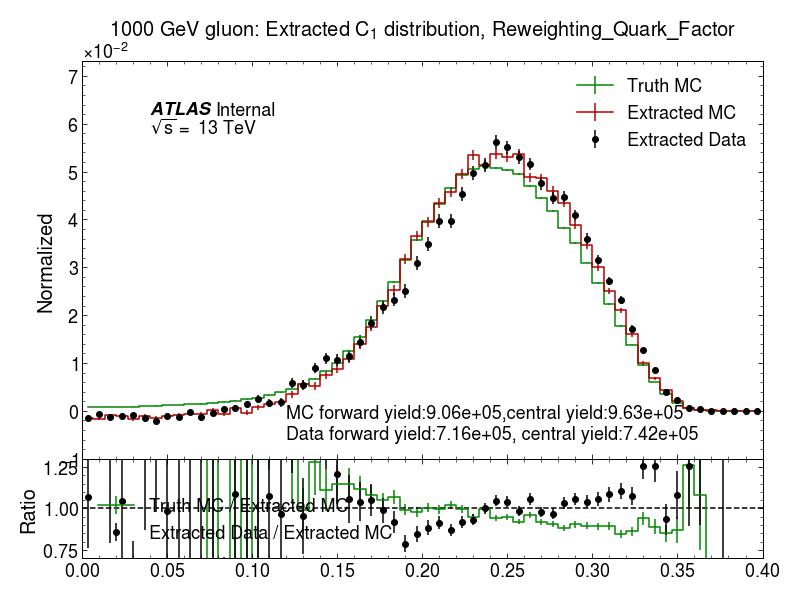 1000 GeV gluon: Extracted C₁ distribution, Reweighting_Quark_Factor
×10⁻²
7
6
5
4
3
2
1
0
1
Normalized
ATLAS Internal
√s = 13 TeV
Truth MC
Extracted MC
Extracted Data
MC forward yield:9.06e+05,central yield:9.63e+05
Data forward yield:7.16e+05, central yield:7.42e+05
1.25
1.00
0.75
Ratio
Truth MC / Extracted MC
Extracted Data / Extracted MC
0.00 0.05 0.10 0.15 0.20 0.25 0.30 0.35 0.40